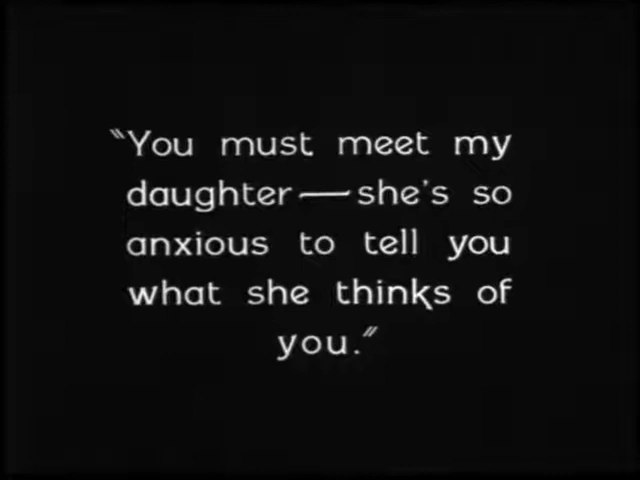 "You must meet my
daughter—she's so
anxious to tell you
what she thinks of
you."